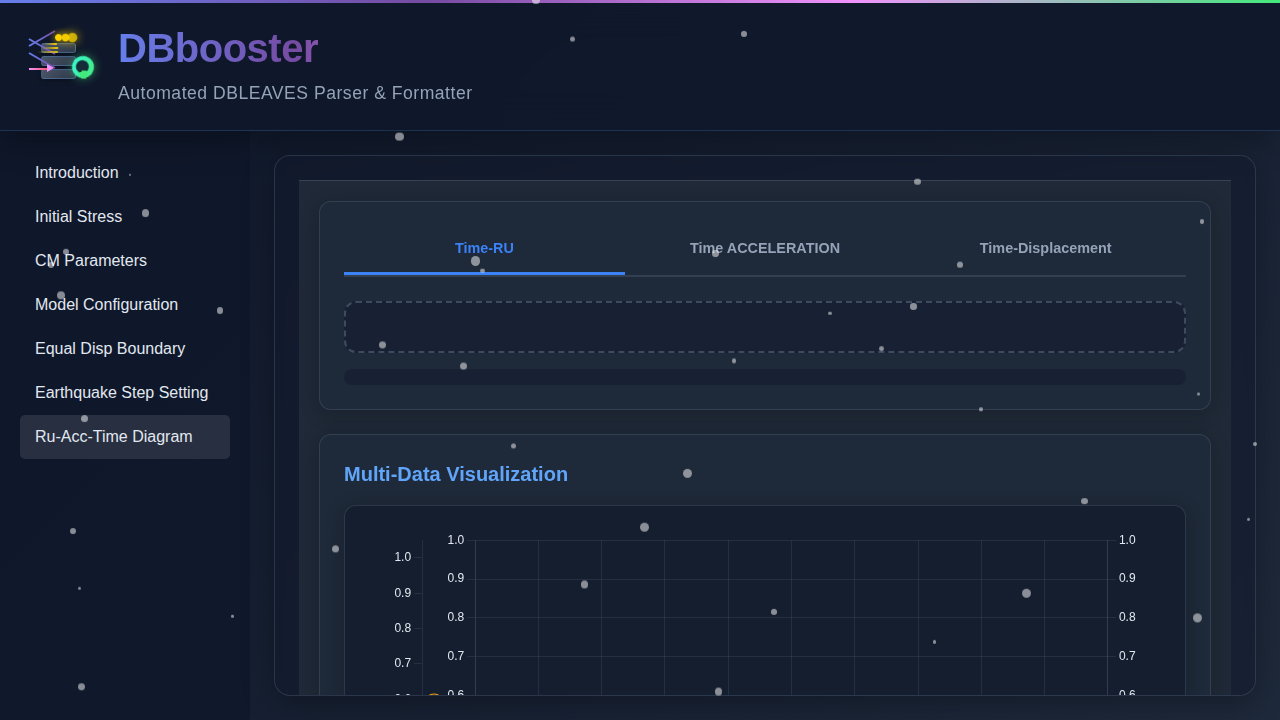 DBbooster
Automated DBLEAVES Parser & Formatter
Introduction
Initial Stress
CM Parameters
Model Configuration
Equal Disp Boundary
Earthquake Step Setting
Ru-Acc-Time Diagram
Time-RU
Time ACCELERATION
Time-Displacement
Multi-Data Visualization
1.0
0.9
0.8
0.7
1.0
0.9
0.8
0.7
0.6
1.0
0.9
0.8
0.7
0.6